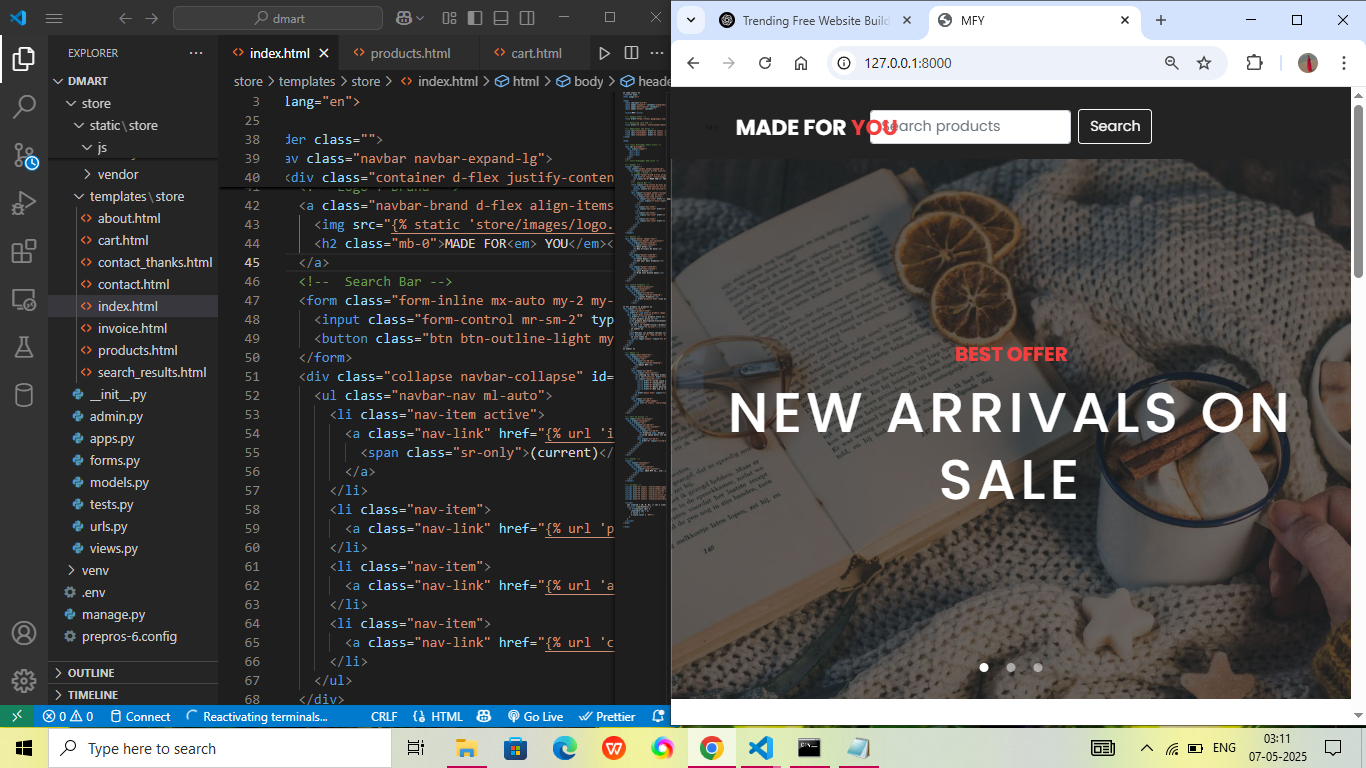 dmart
EXPLORER
DMART
store
static\store
js
vendor
templates\store
about.html
cart.html
contact_thanks.html
contact.html
index.html
invoice.html
products.html
search_results.html
__init__.py
admin.py
apps.py
forms.py
models.py
tests.py
urls.py
views.py
venv
.env
manage.py
prepros-6.config
OUTLINE
TIMELINE
index.html
products.html
cart.html
store > templates > store > index.html > html > body > heade
3 lang="en">
25
38 der class="">
39 av class="navbar navbar-expand-lg">
40 <div class="container d-flex justify-conten
42 <a class="navbar-brand d-flex align-items
43 <img src="{% static 'store/images/logo.
44 <h2 class="mb-0">MADE FOR<em> YOU</em><
45 </a>
46 <!--  Search Bar -->
47 <form class="form-inline mx-auto my-2 my-
48 <input class="form-control mr-sm-2" typ
49 <button class="btn btn-outline-light my
50 </form>
51 <div class="collapse navbar-collapse" id=
52 <ul class="navbar-nav ml-auto">
53 <li class="nav-item active">
54 <a class="nav-link" href="{% url 'i
55 <span class="sr-only">(current)</
56 </a>
57 </li>
58 <li class="nav-item">
59 <a class="nav-link" href="{% url 'p
60 </li>
61 <li class="nav-item">
62 <a class="nav-link" href="{% url 'a
63 </li>
64 <li class="nav-item">
65 <a class="nav-link" href="{% url 'c
66 </li>
67 </ul>
68 </div>
0 0 Connect Reactivating terminals... CRLF HTML Go Live Prettier
Trending Free Website Build
MFY
127.0.0.1:8000
MADE FOR YOU
Search products
Search
BEST OFFER
NEW ARRIVALS ON
SALE
140
Type here to search
ENG
03:11
07-05-2025